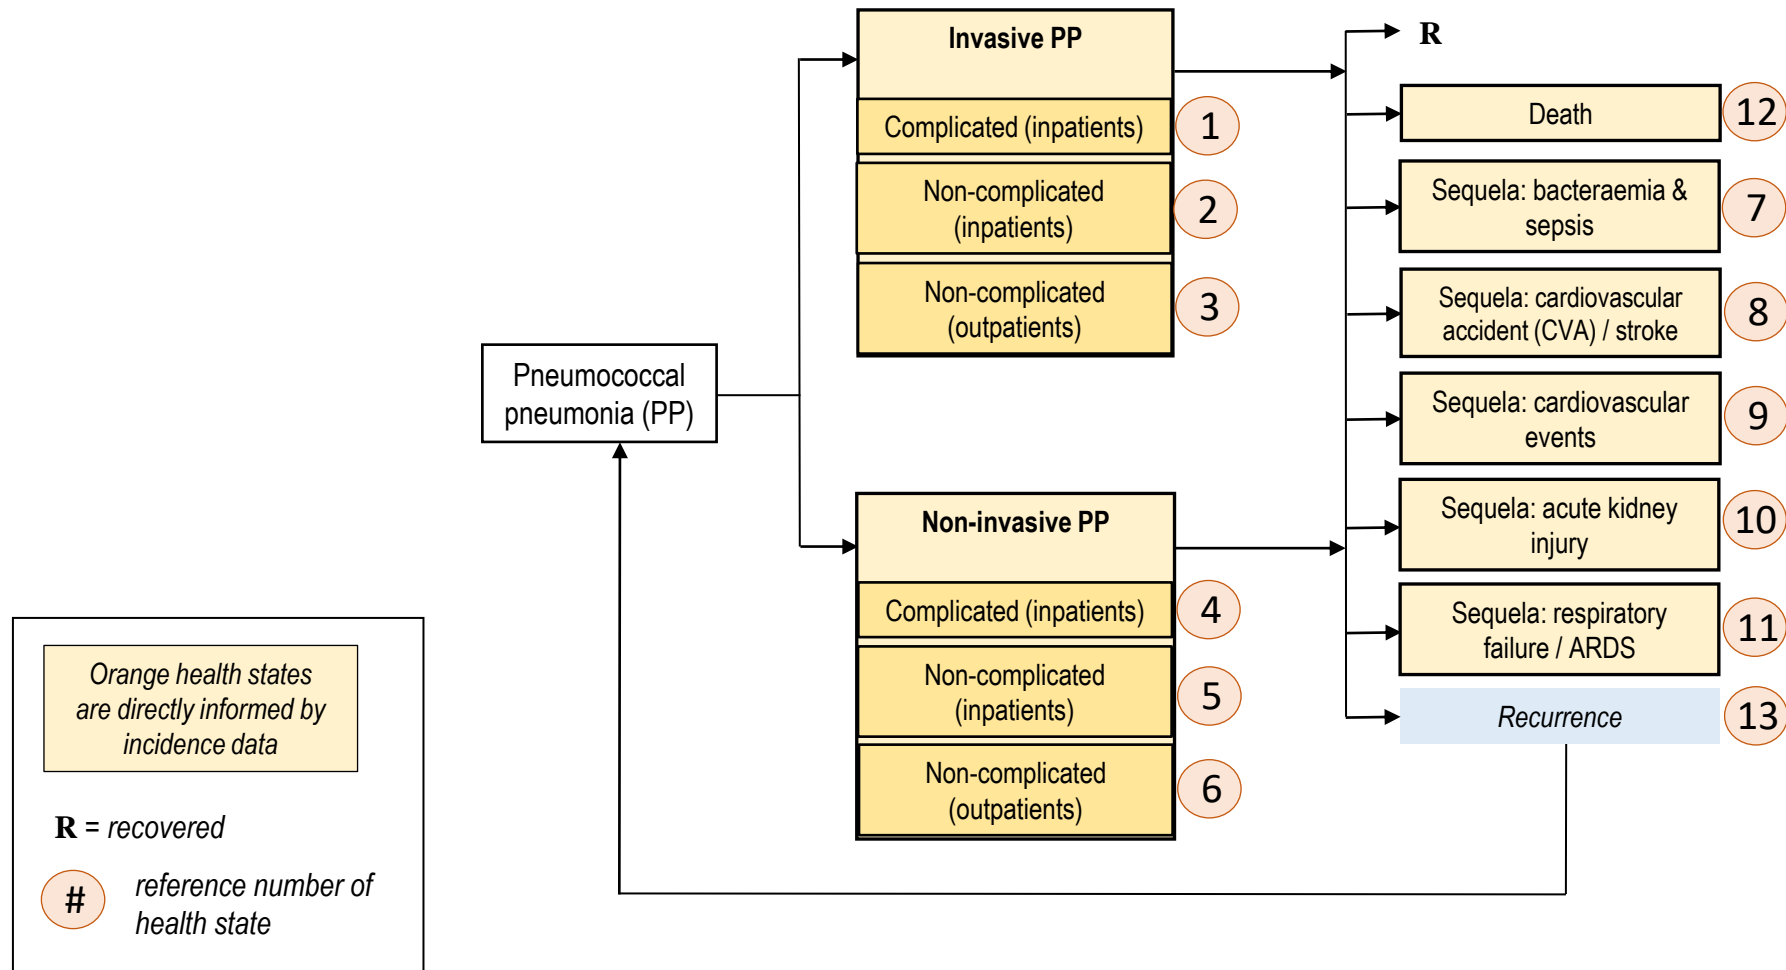 Invasive PP
Complicated (inpatients)
1
Non-complicated
(inpatients)
2
Non-complicated
(outpatients)
3
Pneumococcal
pneumonia (PP)
Non-invasive PP
Complicated (inpatients)
4
Non-complicated
(inpatients)
5
Non-complicated
(outpatients)
6
R
Death
12
Sequela: bacteraemia &
sepsis
7
Sequela: cardiovascular
accident (CVA) / stroke
8
Sequela: cardiovascular
events
9
Sequela: acute kidney
injury
10
Sequela: respiratory
failure / ARDS
11
Recurrence
13
Orange health states
are directly informed by
incidence data
R = recovered
#
reference number of
health state